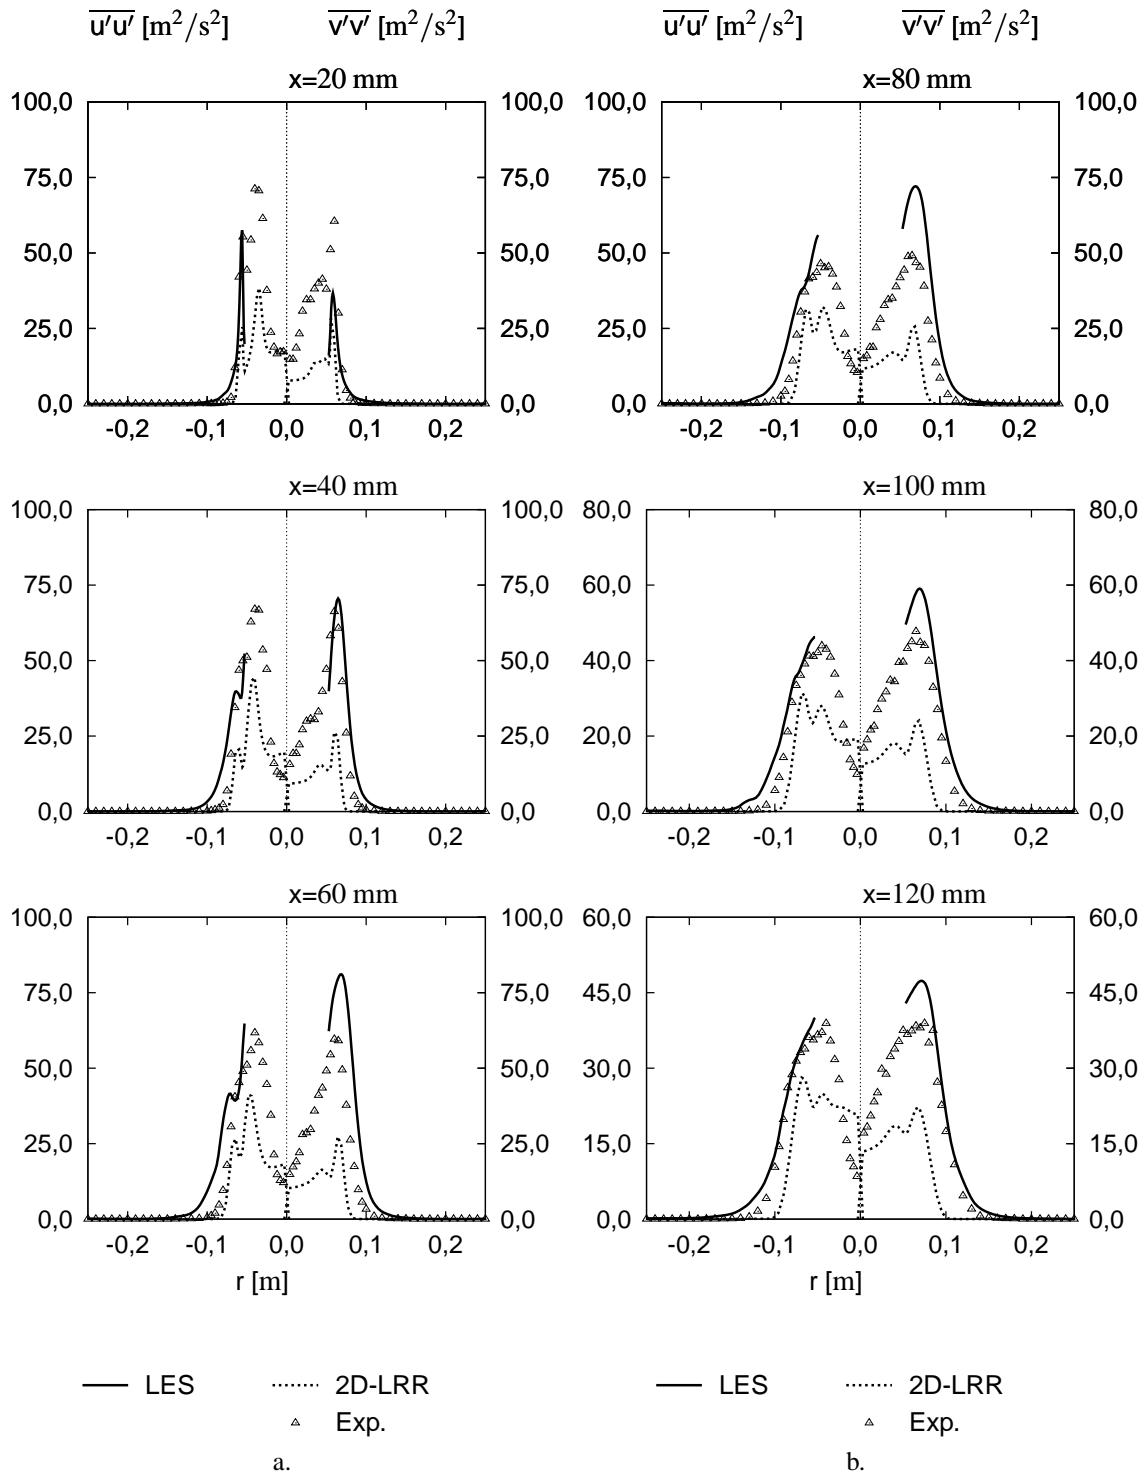 u′u′ [m²/s²] v′v′ [m²/s²] u′u′ [m²/s²] v′v′ [m²/s²]
x=20 mm
100,0 100,0
75,0 75,0
50,0 50,0
25,0 25,0
0,0 0,0
-0,2 -0,1 0,0 0,1 0,2
x=80 mm
100,0 100,0
75,0 75,0
50,0 50,0
25,0 25,0
0,0 0,0
-0,2 -0,1 0,0 0,1 0,2
x=40 mm
100,0 100,0
75,0 75,0
50,0 50,0
25,0 25,0
0,0 0,0
-0,2 -0,1 0,0 0,1 0,2
x=100 mm
80,0 80,0
60,0 60,0
40,0 40,0
20,0 20,0
0,0 0,0
-0,2 -0,1 0,0 0,1 0,2
x=60 mm
100,0 100,0
75,0 75,0
50,0 50,0
25,0 25,0
0,0 0,0
-0,2 -0,1 0,0 0,1 0,2
r [m]
x=120 mm
60,0 60,0
45,0 45,0
30,0 30,0
15,0 15,0
0,0 0,0
-0,2 -0,1 0,0 0,1 0,2
r [m]
LES 2D-LRR LES 2D-LRR
Exp. Exp.
a. b.